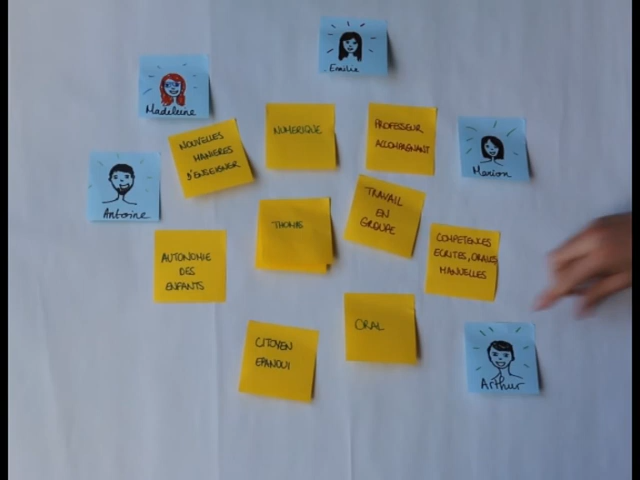 Emilie
Madeleine
NOUVELLES
MANIERES
D'ENSEIGNER
NUMERIQUE
PROFESSEUR
ACCOMPAGNANT
Marion
Antoine
TRAVAIL
EN
GROUPE
THOMAS
AUTONOMIE
DES
ENFANTS
COMPETENCES
ECRITES, ORALES
MANUELLES
CITOYEN
EPANOUI
ORAL
Arthur